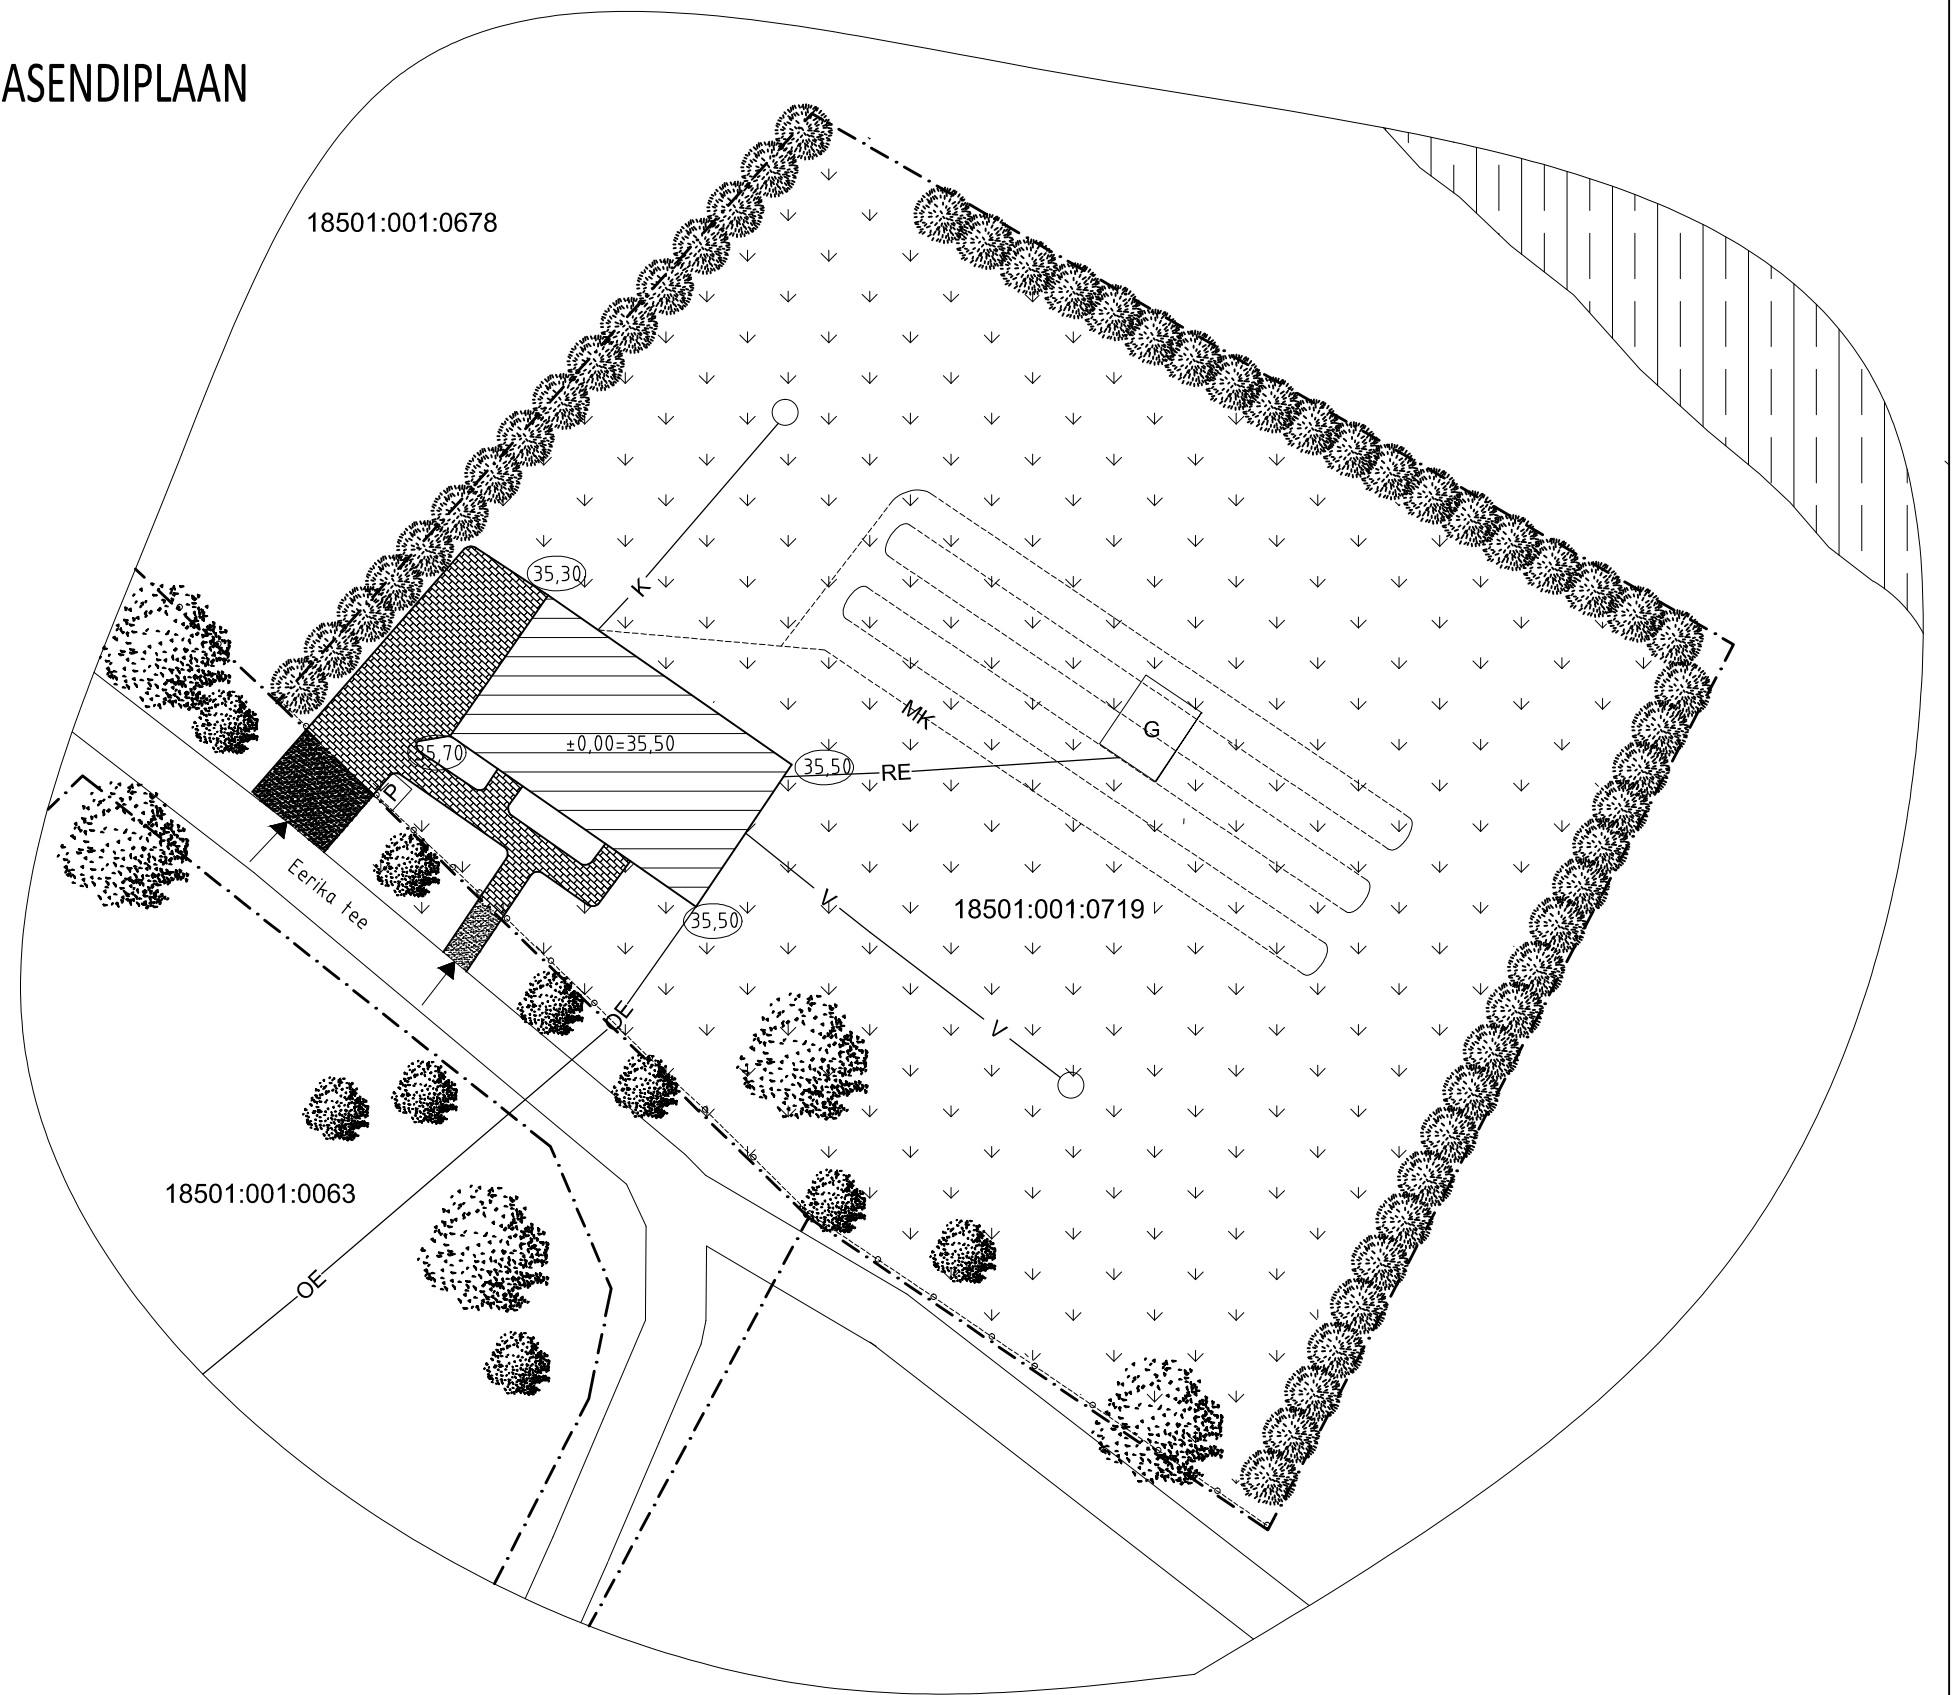 ASENDIPLAAN
18501:001:0678
35,30
K
MK
G
±0,00=35,50
35,70
35,50
RE
P
Eerika tee
V
18501:001:0719
35,50
OE
V
18501:001:0063
OE